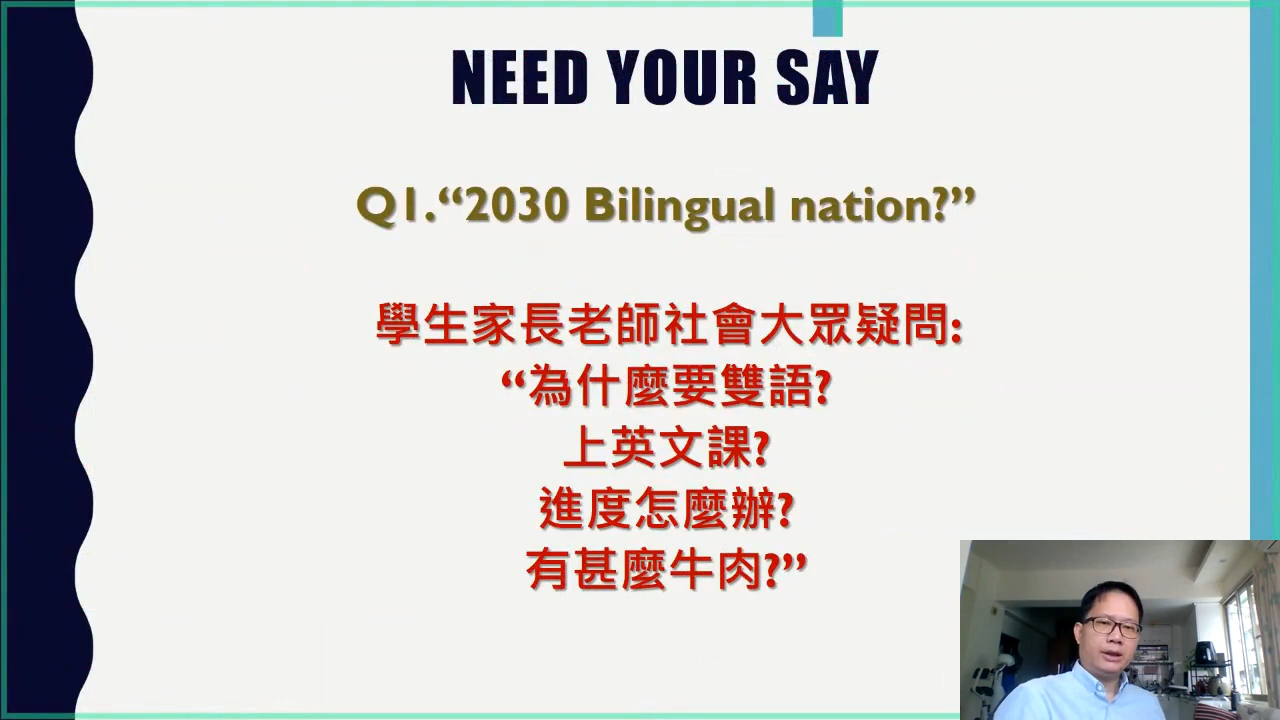 NEED YOUR SAY
Q1.“2030 Bilingual nation?”
學生家長老師社會大眾疑問:
“為什麼要雙語?
上英文課?
進度怎麼辦?
有甚麼牛肉?”